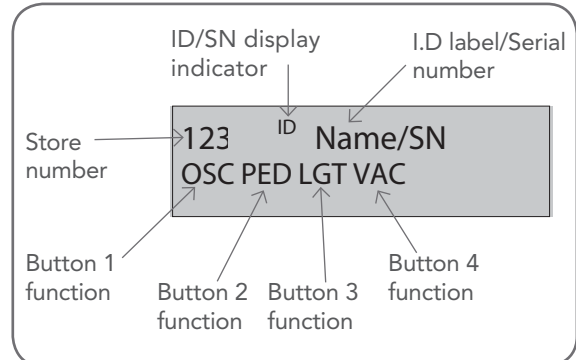 ID/SN display
indicator
I.D label/Serial
number
Store
number
123 ID Name/SN
OSC PED LGT VAC
Button 1
function
Button 2
function
Button 3
function
Button 4
function